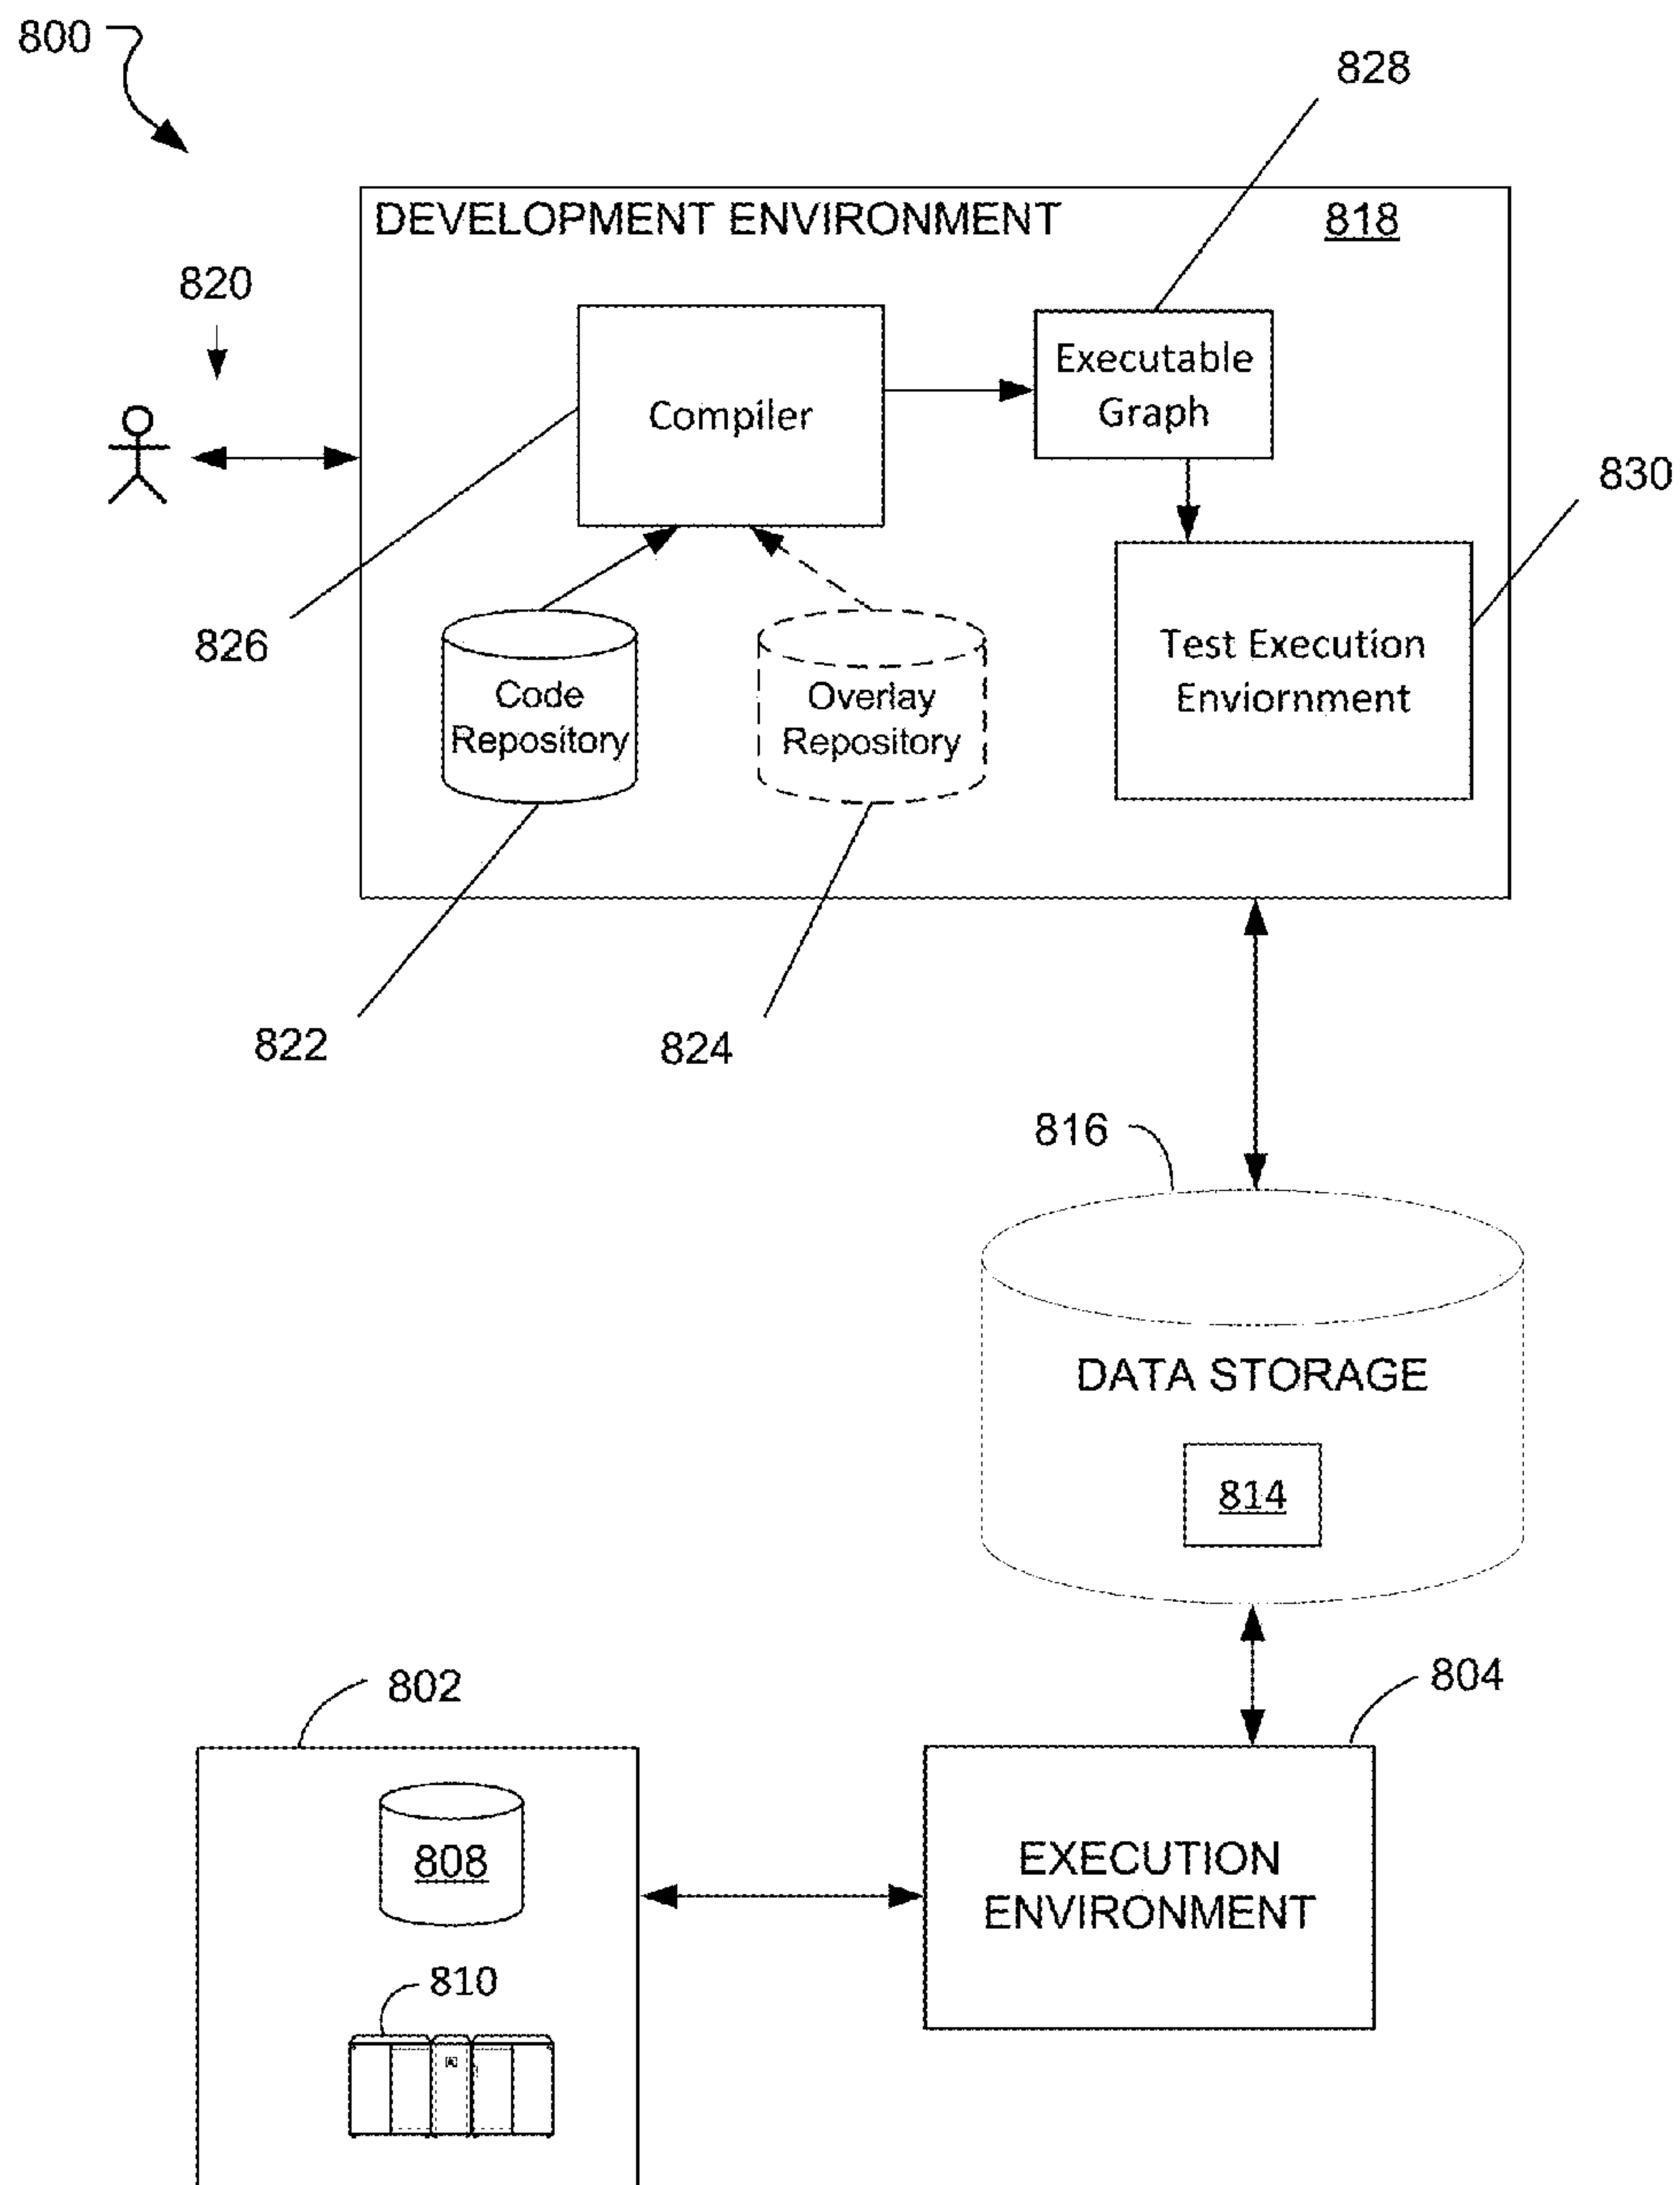 800
828
DEVELOPMENT ENVIRONMENT 818
820
Compiler
Executable
Graph
830
826
Test Execution
Enviornment
Code
Repository
Overlay
Repository
822
824
816
DATA STORAGE
814
802
804
808
EXECUTION
ENVIRONMENT
810